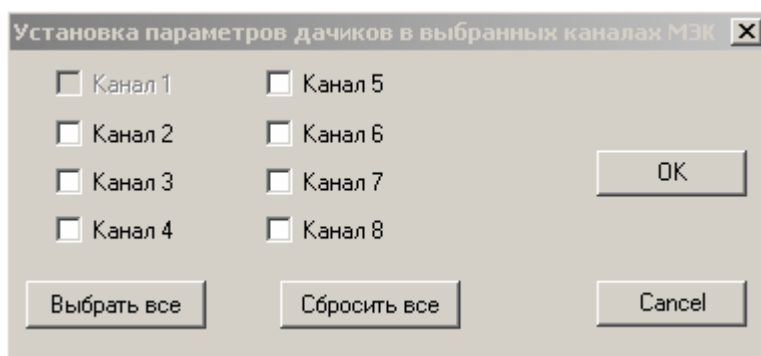 Установка параметров дачиков в выбранных каналах МЭК
Канал 1
Канал 5
Канал 2
Канал 6
Канал 3
Канал 7
OK
Канал 4
Канал 8
Выбрать все
Сбросить все
Cancel